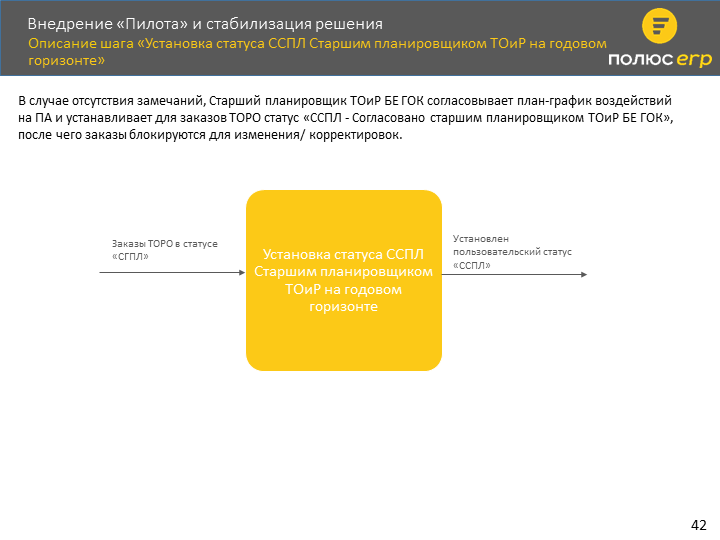 Внедрение «Пилота» и стабилизация решения
Описание шага «Установка статуса ССПЛ Старшим планировщиком ТОиР на годовом
горизонте»
ПОЛЮС erp
В случае отсутствия замечаний, Старший планировщик ТОиР БЕ ГОК согласовывает план-график воздействий
на ПА и устанавливает для заказов ТОРО статус «ССПЛ - Согласовано старшим планировщиком ТОиР БЕ ГОК»,
после чего заказы блокируются для изменения/ корректировок.
Заказы ТОРО в статусе
«СГПЛ»
Установка статуса ССПЛ
Старшим планировщиком
ТОиР на годовом
горизонте
Установлен
пользовательский статус
«ССПЛ»
42